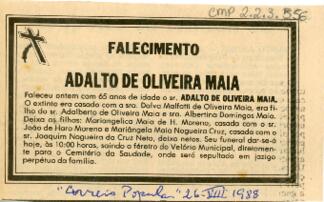 CMP 2.2.3.556
FALECIMENTO
ADALTO DE OLIVEIRA MAIA
Faleceu ontem com 65 anos de idade o sr. ADALTO DE OLIVEIRA MAIA.
O extinto era casado com a sra. Dalva Malfatti de Oliveira Maia, era fi-
lho do sr. Adalberto de Oliveira Maia e sra. Albertina Domingos Maia.
Deixa as filhas: Mariangelica Maia de H. Moreno, casada com o sr.
João de Haro Moreno e Mariângela Maia Nogueira Cruz, casada com o
sr. Joaquim Nogueira da Cruz Neto, deixa netos. Seu funeral dar-se-á
hoje, às 10:00 horas, saindo o féretro do Velório Municipal, diretamen-
te para o Cemitério da Saudade, onde será sepultado em jazigo
perpétuo da família.
"Correio Popular" 26-VIII-1988